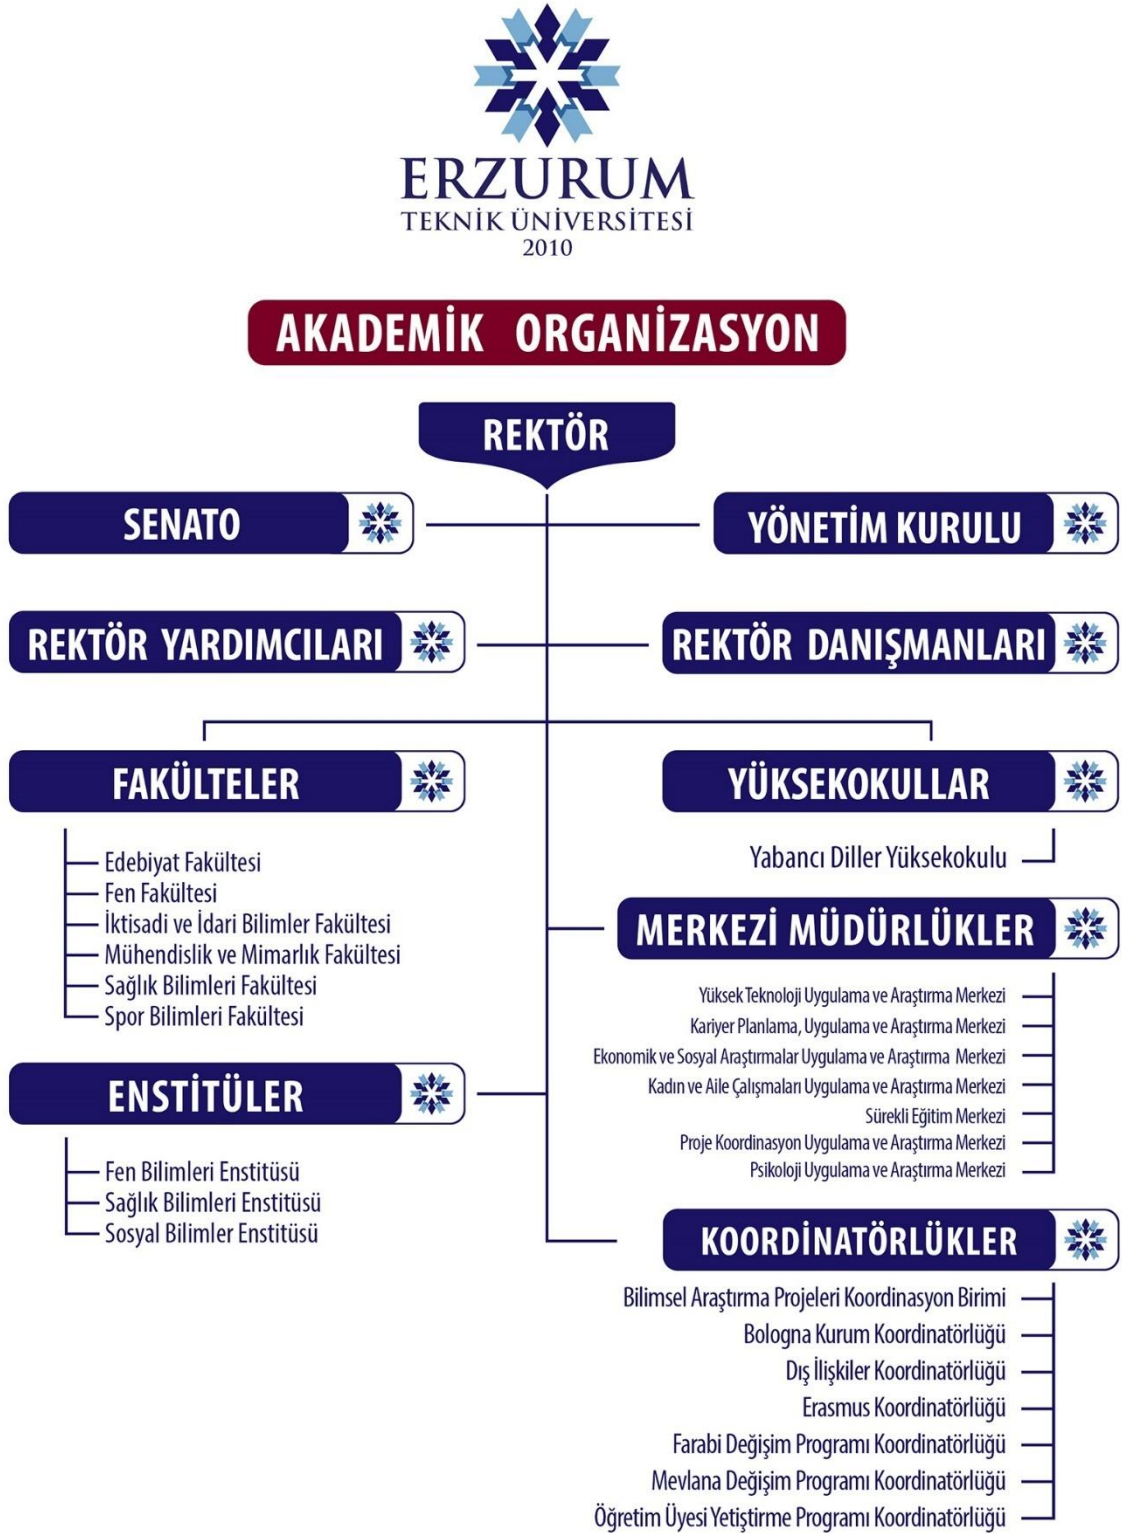 ERZURUM
TEKNİK ÜNİVERSİTESİ
2010
AKADEMİK ORGANİZASYON
REKTÖR
SENATO
YÖNETİM KURULU
REKTÖR YARDIMCILARI
REKTÖR DANIŞMANLARI
FAKÜLTELER
Edebiyat Fakültesi
Fen Fakültesi
İktisadi ve İdari Bilimler Fakültesi
Mühendislik ve Mimarlık Fakültesi
Sağlık Bilimleri Fakültesi
Spor Bilimleri Fakültesi
YÜKSEKOKULLAR
Yabancı Diller Yüksekokulu
MERKEZİ MÜDÜRLÜKLER
Yüksek Teknoloji Uygulama ve Araştırma Merkezi
Kariyer Planlama, Uygulama ve Araştırma Merkezi
Ekonomik ve Sosyal Araştırmalar Uygulama ve Araştırma Merkezi
Kadın ve Aile Çalışmaları Uygulama ve Araştırma Merkezi
Sürekli Eğitim Merkezi
Proje Koordinasyon Uygulama ve Araştırma Merkezi
Psikoloji Uygulama ve Araştırma Merkezi
ENSTİTÜLER
Fen Bilimleri Enstitüsü
Sağlık Bilimleri Enstitüsü
Sosyal Bilimler Enstitüsü
KOORDİNATÖRLÜKLER
Bilimsel Araştırma Projeleri Koordinasyon Birimi
Bologna Kurum Koordinatörlüğü
Dış İlişkiler Koordinatörlüğü
Erasmus Koordinatörlüğü
Farabi Değişim Programı Koordinatörlüğü
Mevlana Değişim Programı Koordinatörlüğü
Öğretim Üyesi Yetiştirme Programı Koordinatörlüğü